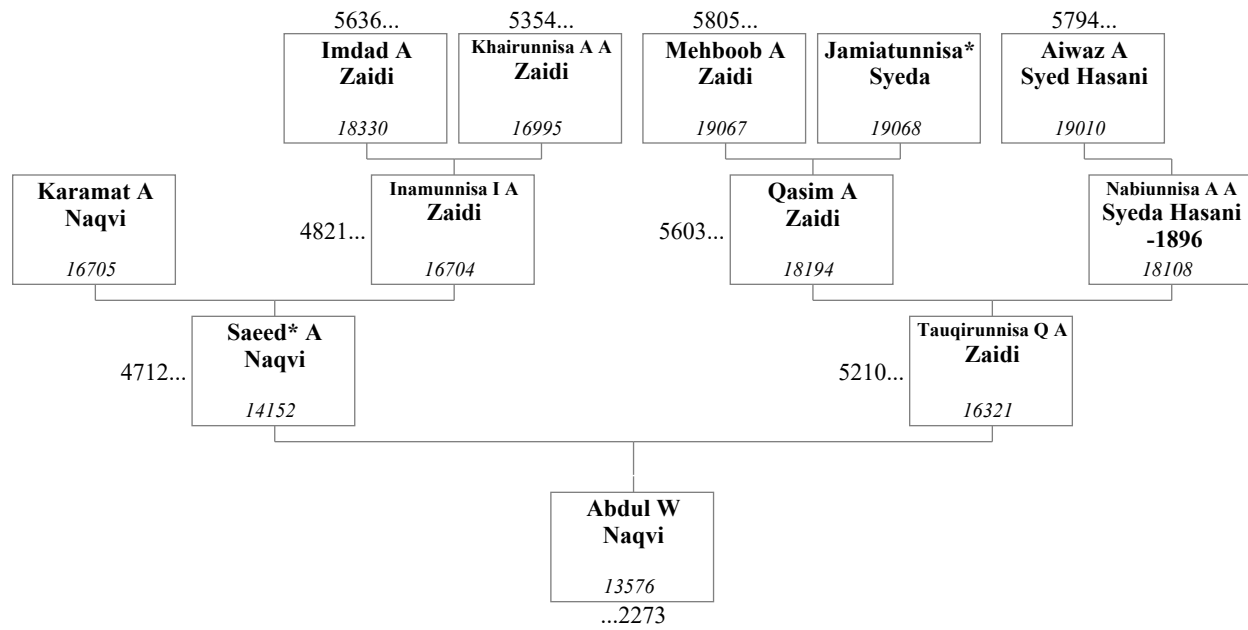 5636...
5354...
5805...
5794...
Imdad A
Zaidi
18330
Khairunnisa A A
Zaidi
16995
Mehboob A
Zaidi
19067
Jamiatunnisa*
Syeda
19068
Aiwaz A
Syed Hasani
19010
Karamat A
Naqvi
16705
4821...
Inamunnisa I A
Zaidi
16704
5603...
Qasim A
Zaidi
18194
Nabiunnisa A A
Syeda Hasani
-1896
18108
4712...
Saeed* A
Naqvi
14152
5210...
Tauqirunnisa Q A
Zaidi
16321
Abdul W
Naqvi
13576
...2273